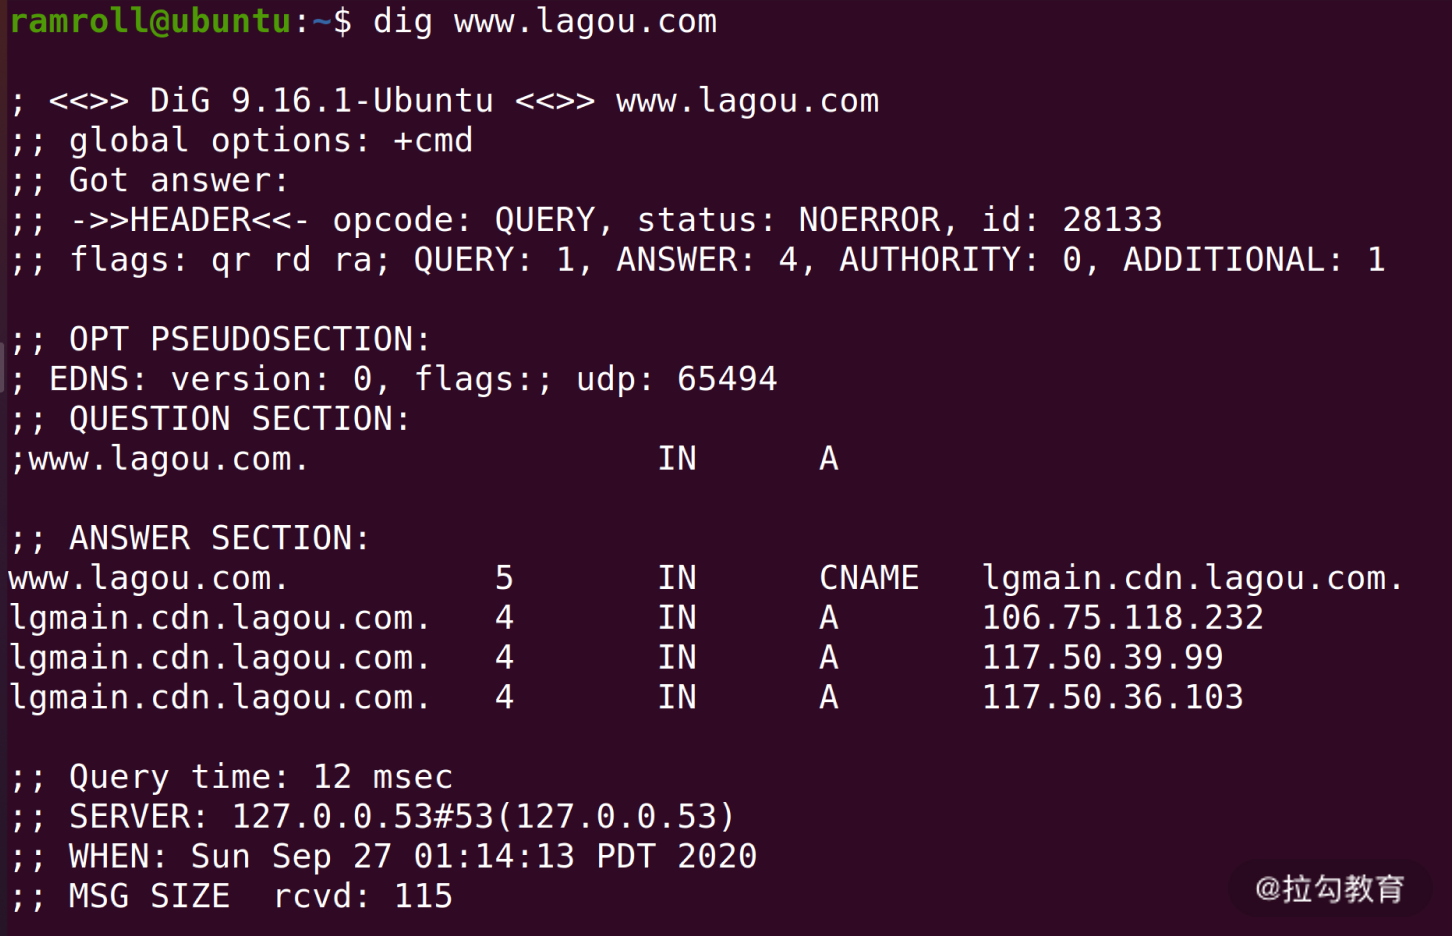 ramroll@ubuntu:~$ dig www.lagou.com
; <<>> DiG 9.16.1-Ubuntu <<>> www.lagou.com
;; global options: +cmd
;; Got answer:
;; ->>HEADER<<- opcode: QUERY, status: NOERROR, id: 28133
;; flags: qr rd ra; QUERY: 1, ANSWER: 4, AUTHORITY: 0, ADDITIONAL: 1
;; OPT PSEUDOSECTION:
; EDNS: version: 0, flags:; udp: 65494
;; QUESTION SECTION:
;www.lagou.com. IN A
;; ANSWER SECTION:
www.lagou.com. 5 IN CNAME lgmain.cdn.lagou.com.
lgmain.cdn.lagou.com. 4 IN A 106.75.118.232
lgmain.cdn.lagou.com. 4 IN A 117.50.39.99
lgmain.cdn.lagou.com. 4 IN A 117.50.36.103
;; Query time: 12 msec
;; SERVER: 127.0.0.53#53(127.0.0.53)
;; WHEN: Sun Sep 27 01:14:13 PDT 2020
;; MSG SIZE  rcvd: 115
@拉勾教育